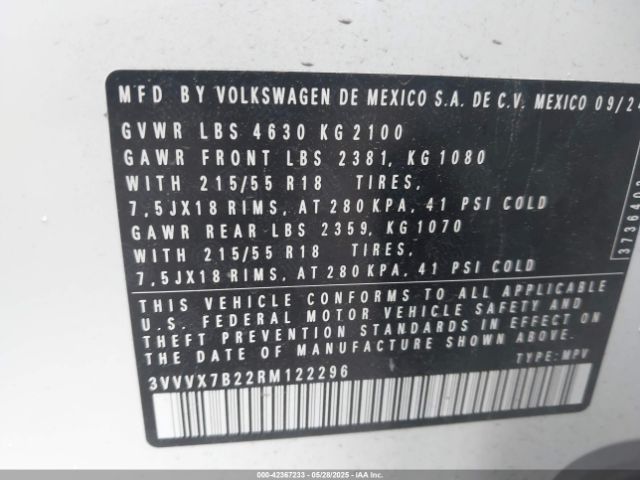 MFD BY VOLKSWAGEN DE MEXICO S.A. DE C.V. MEXICO 09/24
GVWR LBS 4630 KG 2100
GAWR FRONT LBS 2381, KG 1080
WITH 215/55 R18 TIRES,
7,5JX18 RIMS, AT 280 KPA, 41 PSI COLD
GAWR REAR LBS 2359, KG 1070
WITH 215/55 R18 TIRES,
7,5JX18 RIMS, AT 280 KPA, 41 PSI COLD
THIS VEHICLE CONFORMS TO ALL APPLICABLE
U.S. FEDERAL MOTOR VEHICLE SAFETY AND
THEFT PREVENTION STANDARDS IN EFFECT ON
THE DATE OF MANUFACTURE SHOWN ABOVE
3VVVX7B22RM122296 TYPE: MPV
000-42367233 - 05/28/2025 - IAAI.COM